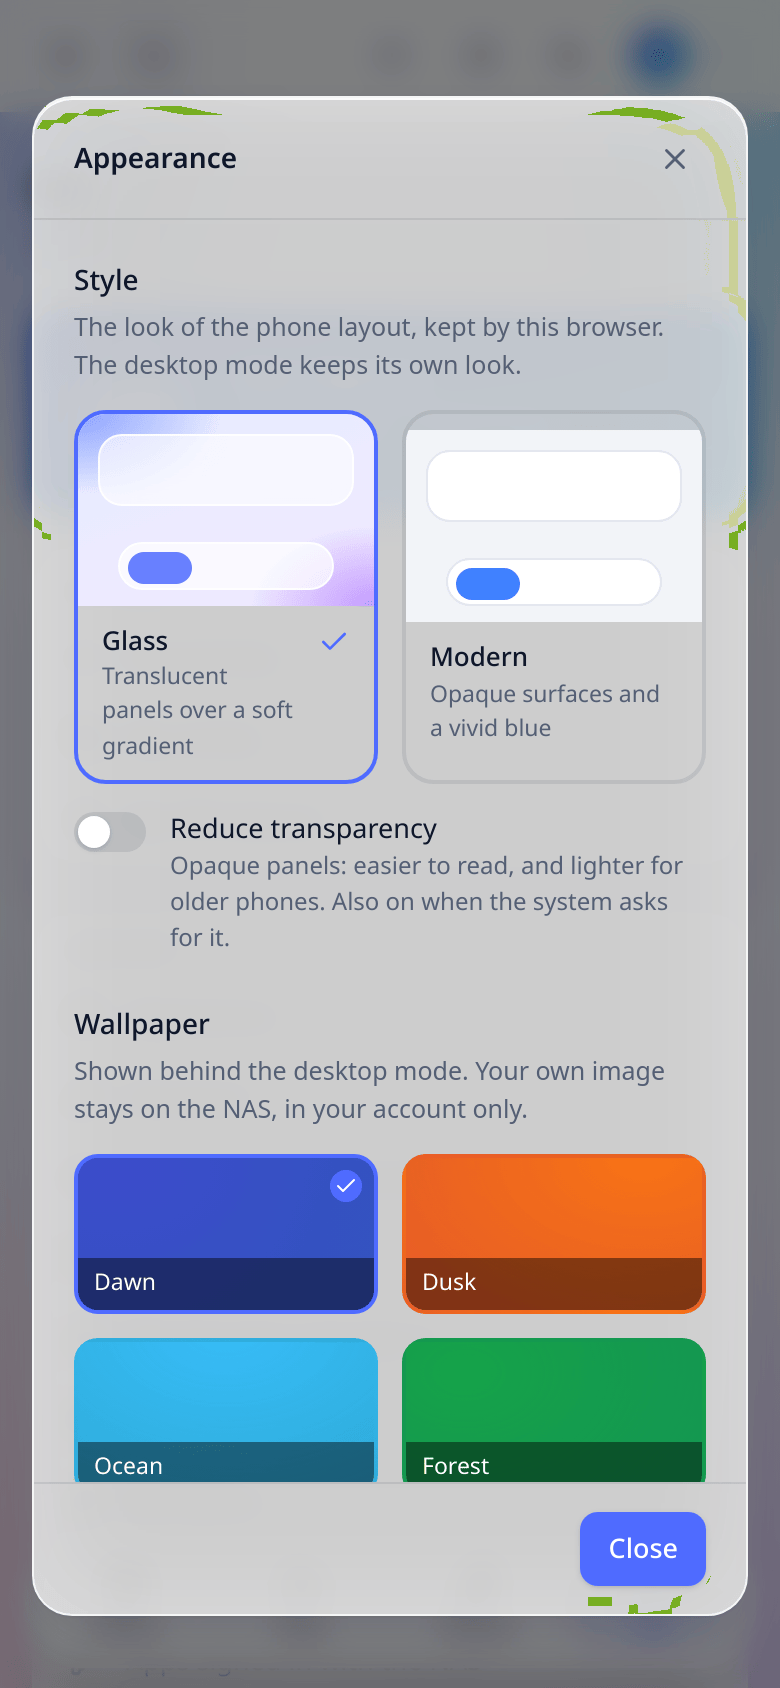 Appearance
Style
The look of the phone layout, kept by this browser.
The desktop mode keeps its own look.
Glass
Translucent
panels over a soft
gradient
Modern
Opaque surfaces and
a vivid blue
Reduce transparency
Opaque panels: easier to read, and lighter for
older phones. Also on when the system asks
for it.
Wallpaper
Shown behind the desktop mode. Your own image
stays on the NAS, in your account only.
Dawn
Dusk
Ocean
Forest
Close